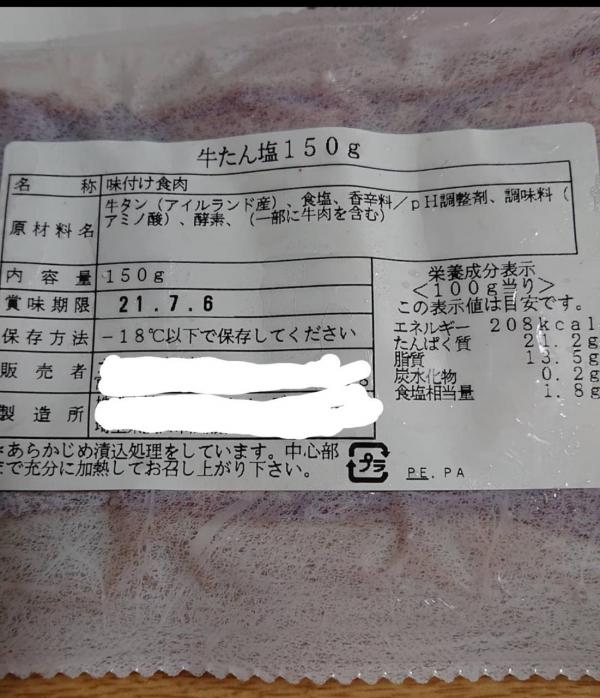 牛たん塩150g
名称 味付け食肉
原材料名 牛タン（アイルランド産）、食塩、香辛料／pH調整剤、調味料（
アミノ酸）、酵素、（一部に牛肉を含む）
内容量 150g
賞味期限 21.7.6
保存方法 －18℃以下で保存してください
販売者
製造所
栄養成分表示
＜100g当り＞
この表示値は目安です。
エネルギー 208kcal
たんぱく質 21.2g
脂質 13.5g
炭水化物 0.2g
食塩相当量 1.8g
＊あらかじめ漬込処理をしています。中心部
まで充分に加熱してお召し上がり下さい。
プラ
PE.PA